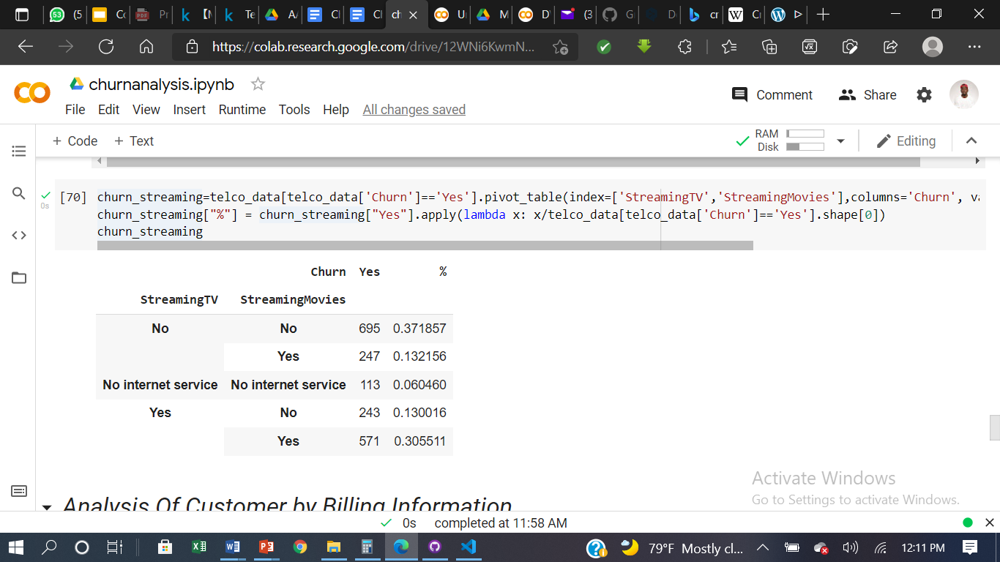 53 (5 Co Pr [N Te A/ Cl Cl ch Ur M D' (3 G D cr Ci
https://colab.research.google.com/drive/12WNi6KwmN...
churnanalysis.ipynb
Comment Share
File Edit View Insert Runtime Tools Help All changes saved
+ Code + Text RAM Disk Editing
[70] churn_streaming=telco_data[telco_data['Churn']=='Yes'].pivot_table(index=['StreamingTV','StreamingMovies'],columns='Churn', va
0s churn_streaming["%"] = churn_streaming["Yes"].apply(lambda x: x/telco_data[telco_data['Churn']=='Yes'].shape[0])
churn_streaming
Churn Yes %
StreamingTV StreamingMovies
No No 695 0.371857
Yes 247 0.132156
No internet service No internet service 113 0.060460
Yes No 243 0.130016
Yes 571 0.305511
Activate Windows
Go to Settings to activate Windows.
Analysis Of Customer by Billing Information
0s completed at 11:58 AM
79°F Mostly cl... 12:11 PM